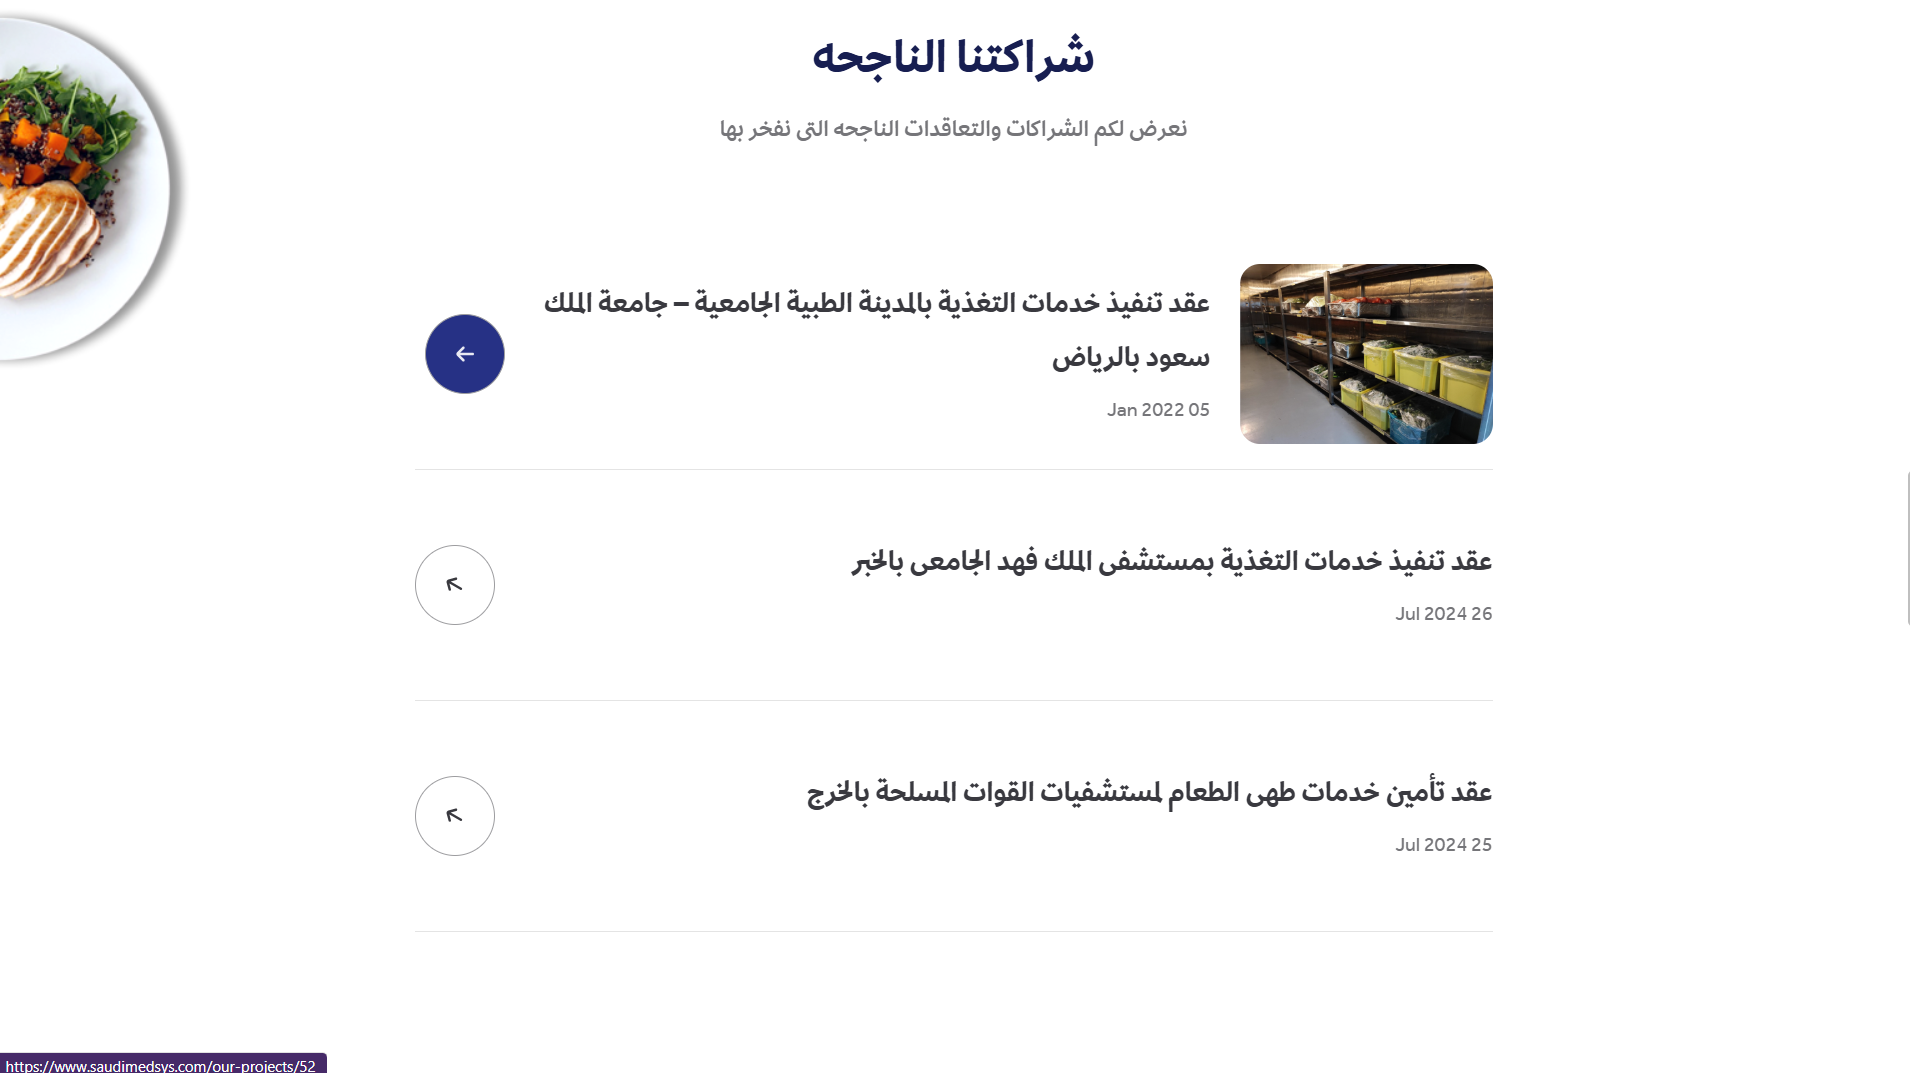 شراكتنا الناجحه
نعرض لكم الشراكات والتعاقدات الناجحه التى نفخر بها
عقد تنفيذ خدمات التغذية بالمدينة الطبية الجامعية – جامعة الملك
سعود بالرياض
05 Jan 2022
عقد تنفيذ خدمات التغذية بمستشفى الملك فهد الجامعى بالخبر
26 Jul 2024
عقد تأمين خدمات طهى الطعام لمستشفيات القوات المسلحة بالخرج
25 Jul 2024
https://www.saudimedsys.com/our-projects/52